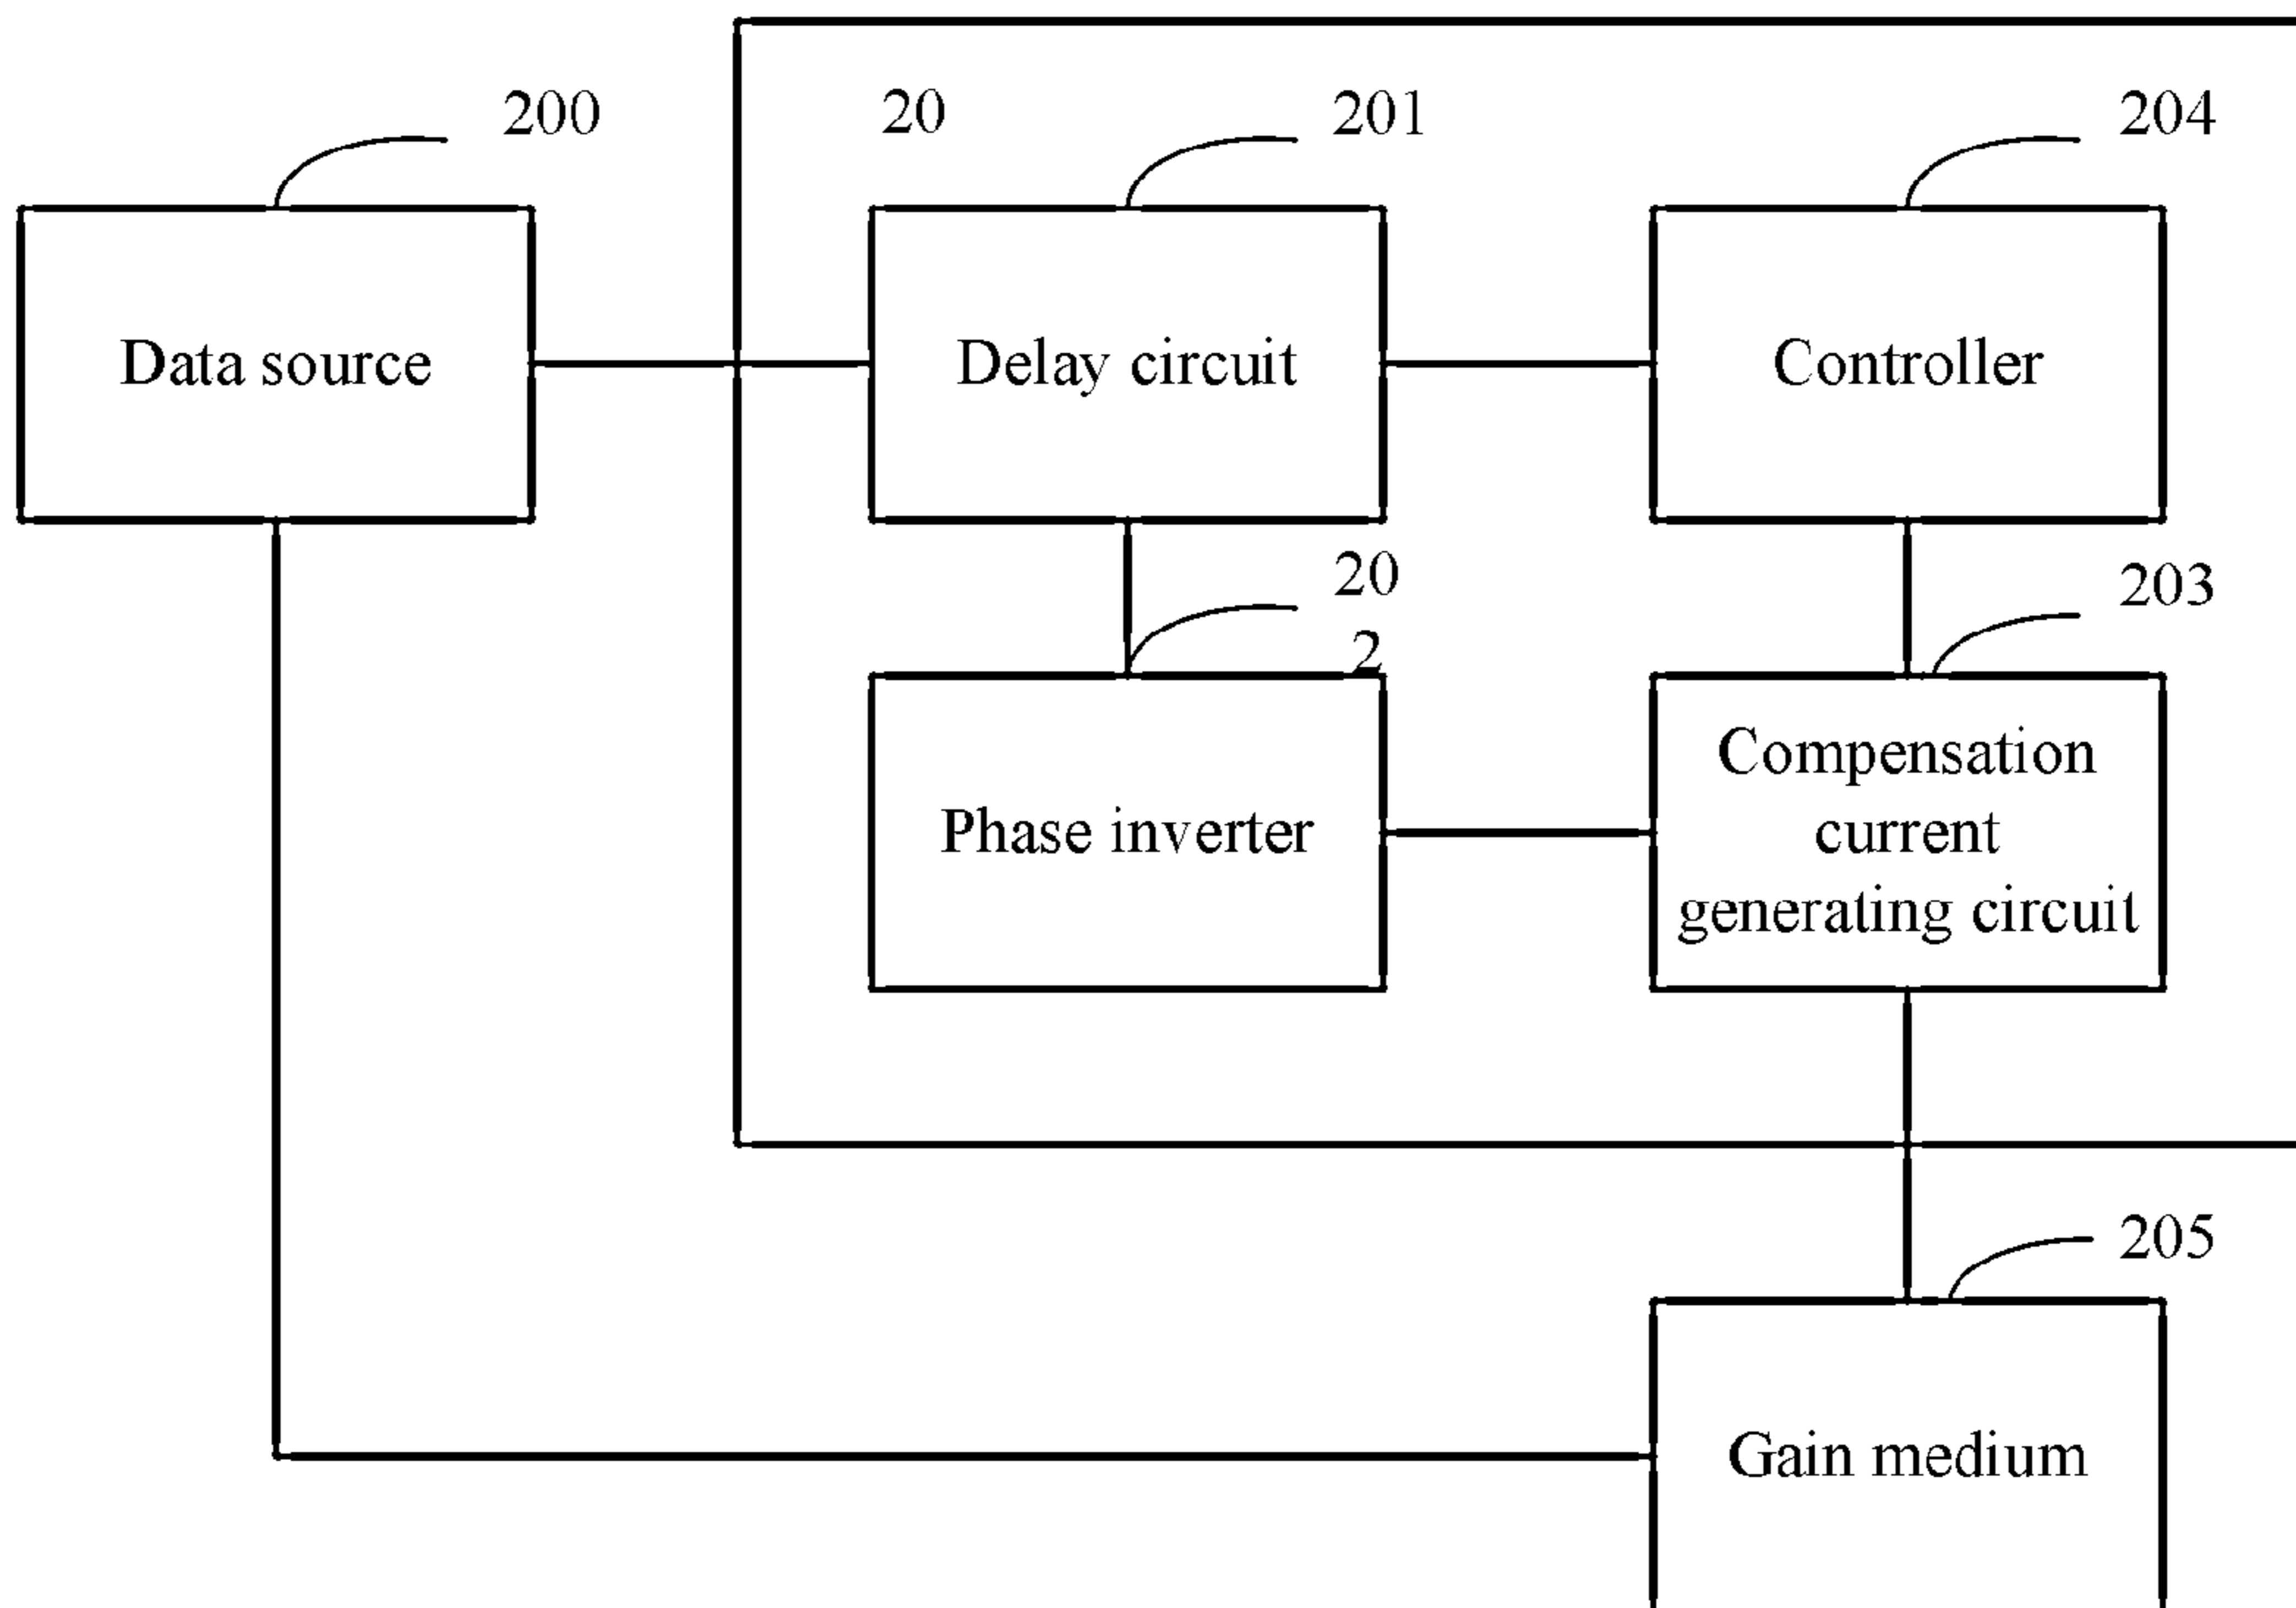 200
20
201
204
Data source
Delay circuit
Controller
20
2
203
Phase inverter
Compensation
current
generating circuit
205
Gain medium